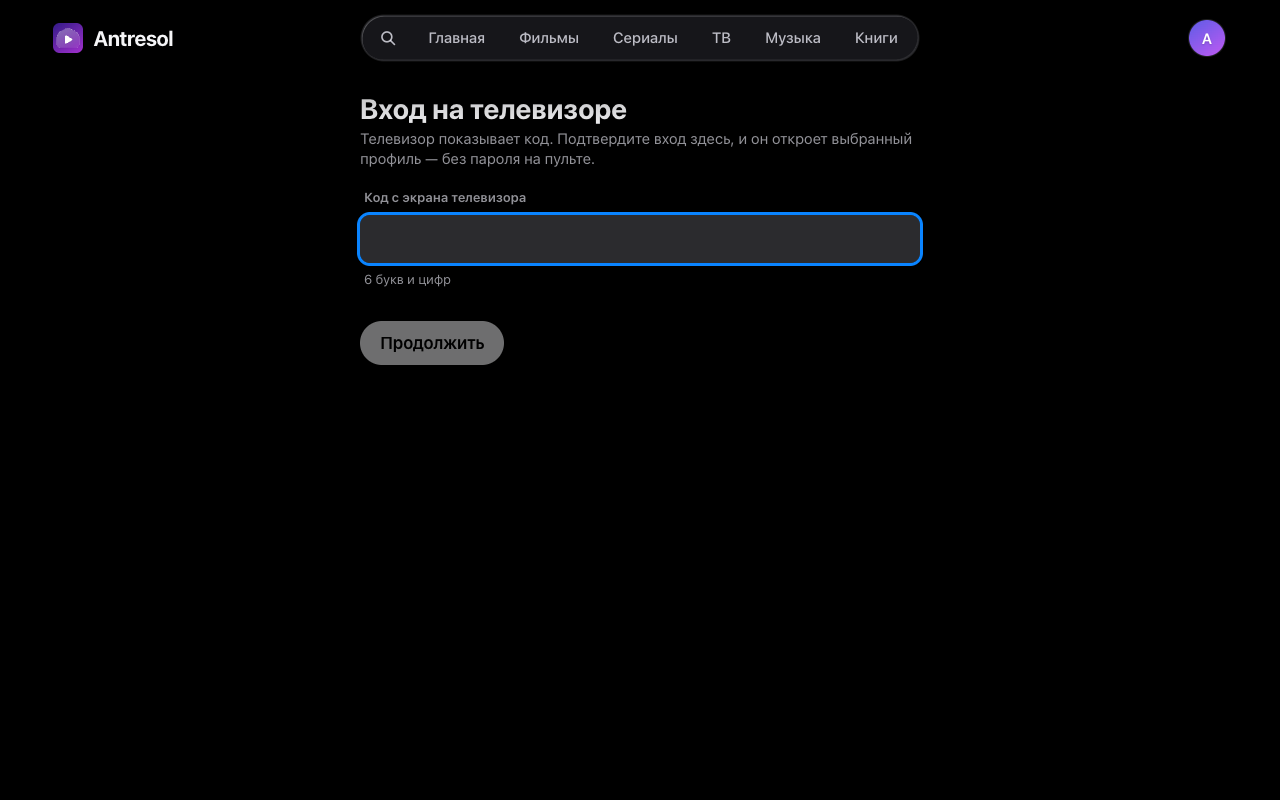 Antresol
Главная Фильмы Сериалы ТВ Музыка Книги
A
Вход на телевизоре
Телевизор показывает код. Подтвердите вход здесь, и он откроет выбранный
профиль — без пароля на пульте.
Код с экрана телевизора
6 букв и цифр
Продолжить